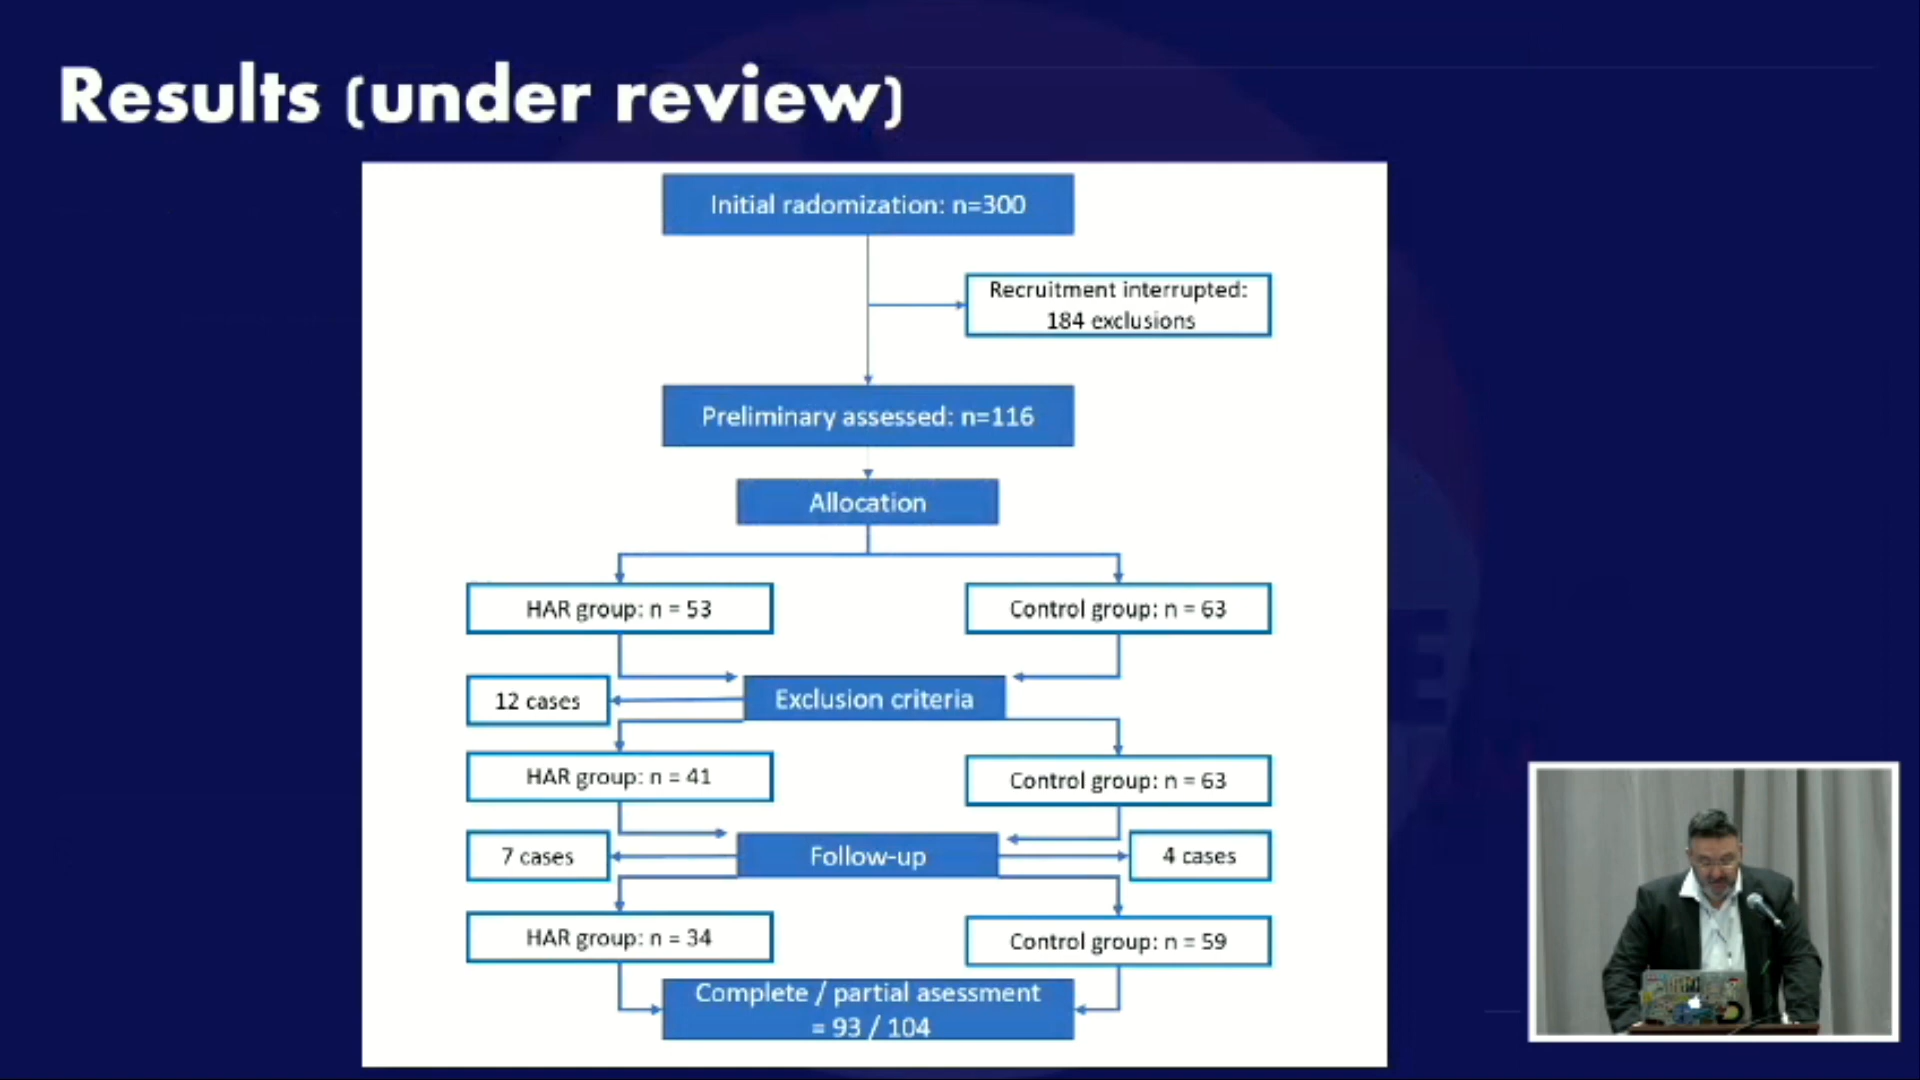 Results (under review)
Initial radomization: n=300
Recruitment interrupted:
184 exclusions
Preliminary assessed: n=116
Allocation
HAR group: n = 53
Control group: n = 63
12 cases
Exclusion criteria
HAR group: n = 41
Control group: n = 63
7 cases
Follow-up
4 cases
HAR group: n = 34
Control group: n = 59
Complete / partial asessment
= 93 / 104